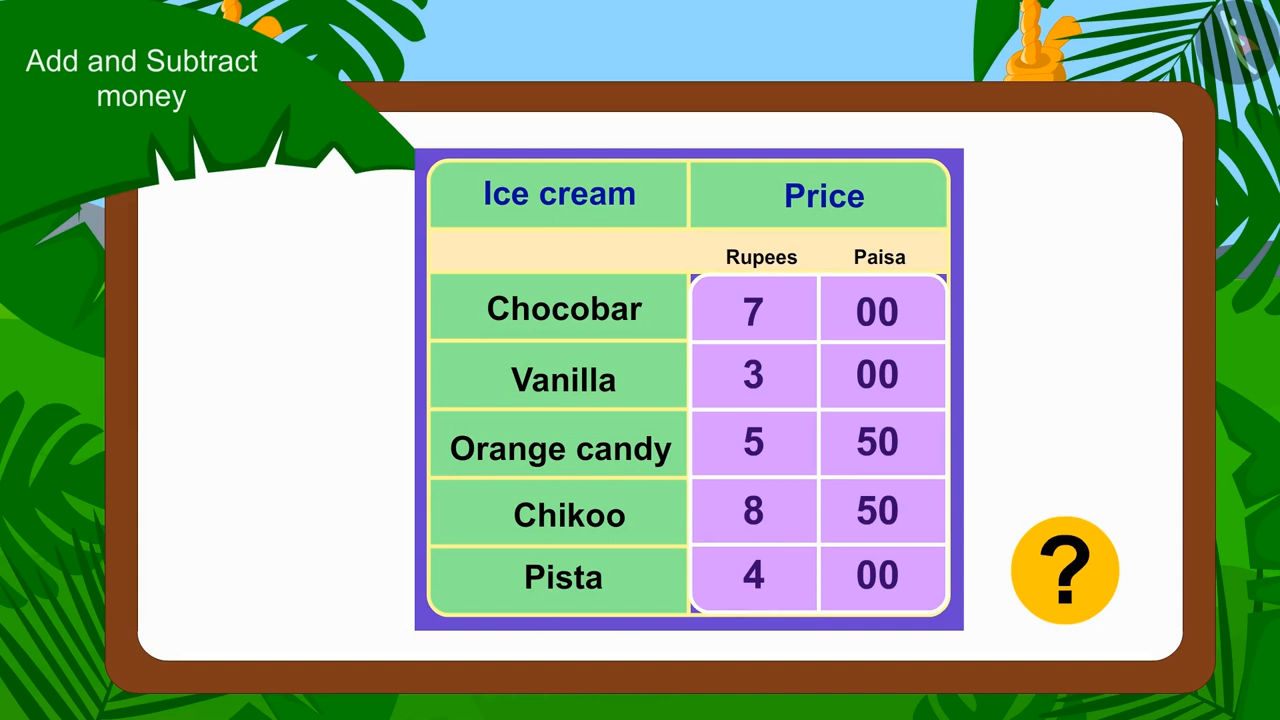 Add and Subtract
money
Ice cream Price
Rupees Paisa
Chocobar 7 00
Vanilla 3 00
Orange candy 5 50
Chikoo 8 50
Pista 4 00
?